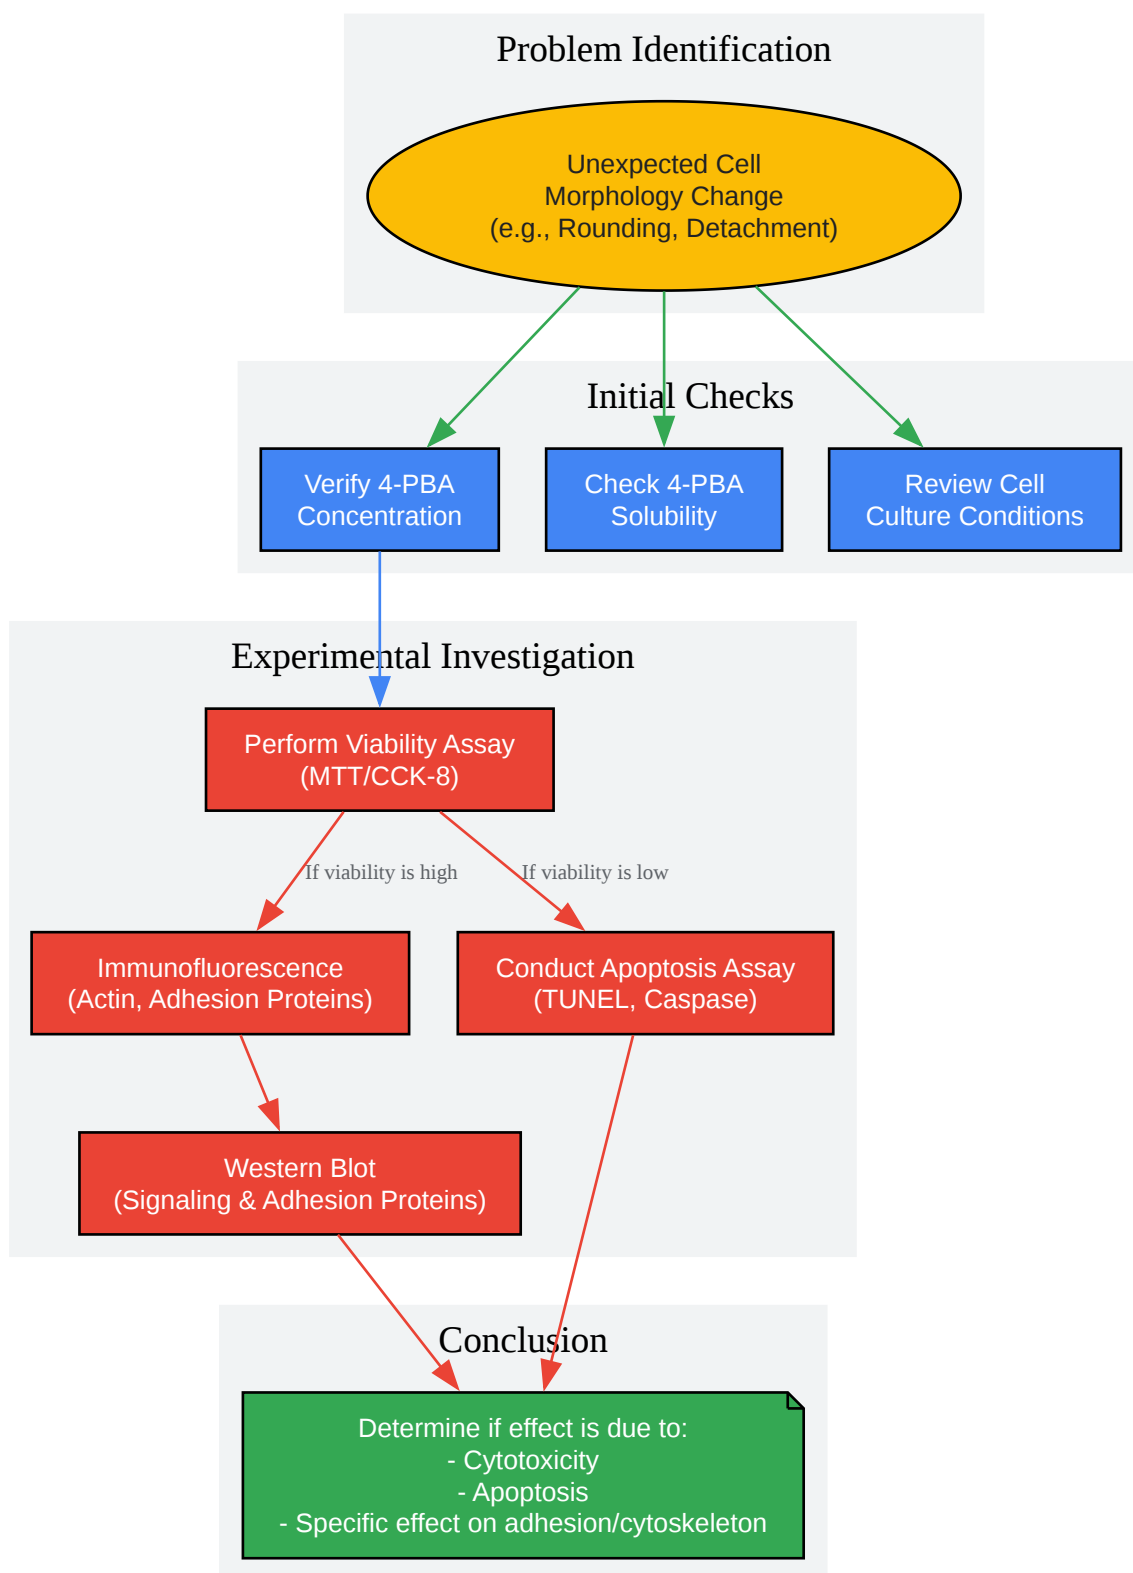 Problem Identification
Unexpected Cell
Morphology Change
(e.g., Rounding, Detachment)
Initial Checks
Verify 4-PBA
Concentration
Check 4-PBA
Solubility
Review Cell
Culture Conditions
Experimental Investigation
Perform Viability Assay
(MTT/CCK-8)
If viability is high
If viability is low
Immunofluorescence
(Actin, Adhesion Proteins)
Conduct Apoptosis Assay
(TUNEL, Caspase)
Western Blot
(Signaling & Adhesion Proteins)
Conclusion
Determine if effect is due to:
- Cytotoxicity
- Apoptosis
- Specific effect on adhesion/cytoskeleton